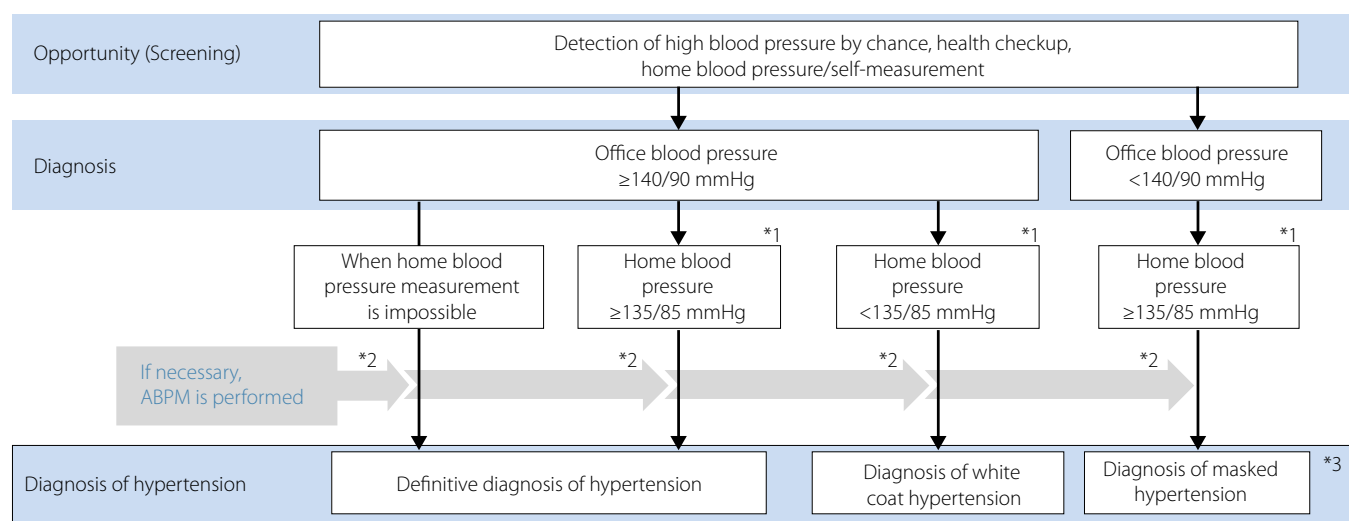 Opportunity (Screening)
Detection of high blood pressure by chance, health checkup,
home blood pressure/self-measurement
Diagnosis
Office blood pressure
≥140/90 mmHg
Office blood pressure
<140/90 mmHg
When home blood
pressure measurement
is impossible
*1
Home blood
pressure
≥135/85 mmHg
*1
Home blood
pressure
<135/85 mmHg
*1
Home blood
pressure
≥135/85 mmHg
If necessary,
ABPM is performed
*2
*2
*2
*2
Diagnosis of hypertension
Definitive diagnosis of hypertension
Diagnosis of white
coat hypertension
Diagnosis of masked
hypertension
*3